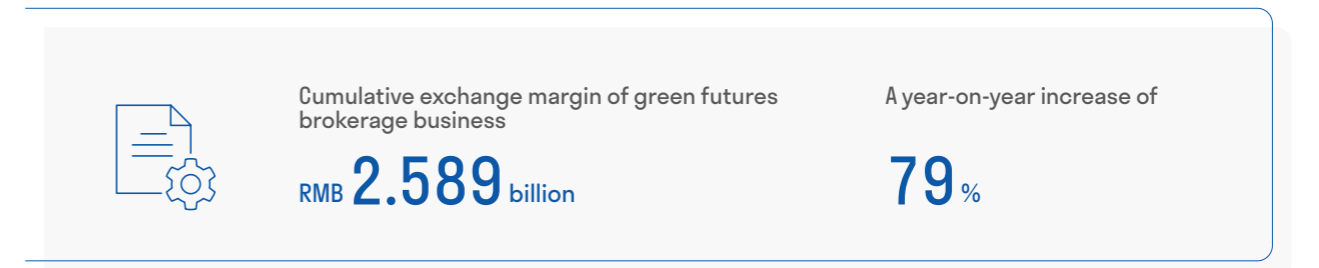 Cumulative exchange margin of green futures
brokerage business
RMB 2.589 billion
A year-on-year increase of
79 %